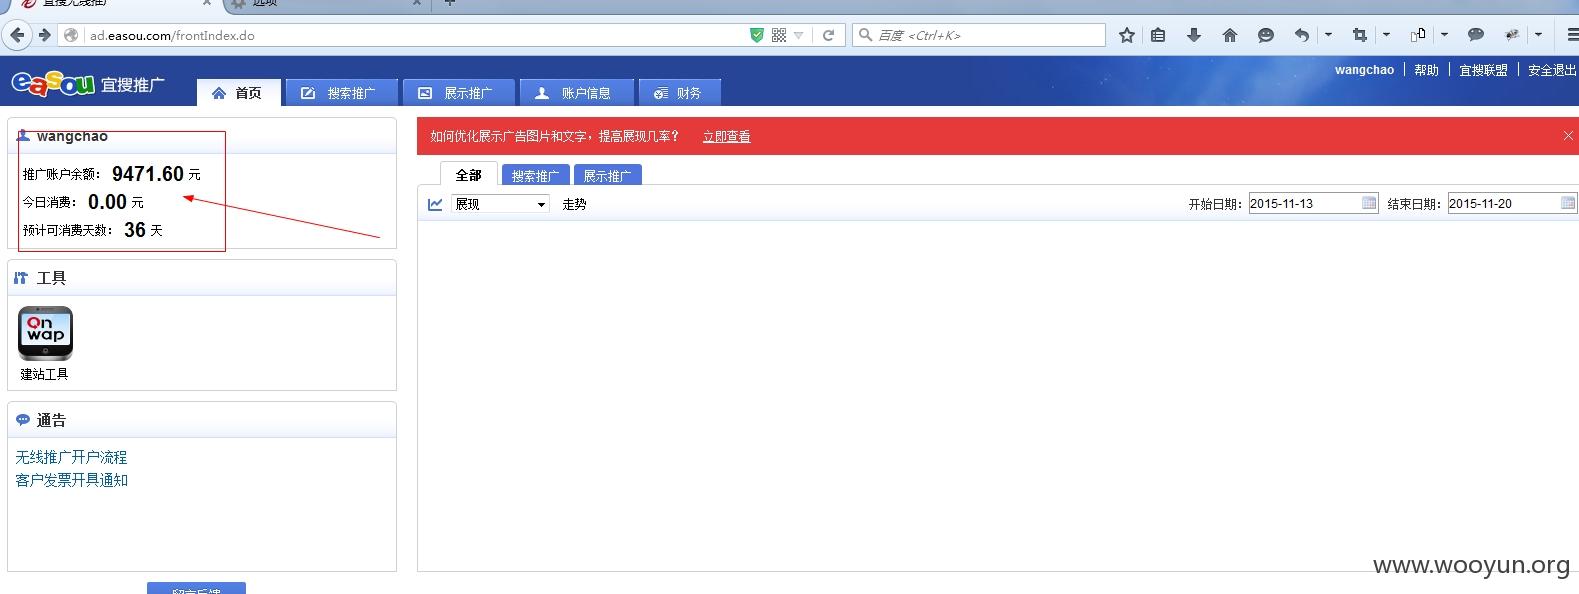 宜搜无线推广
选项
ad.easou.com/frontIndex.do
百度 <Ctrl+K>
easou 宜搜推广
首页
搜索推广
展示推广
账户信息
财务
wangchao
帮助
宜搜联盟
安全退出
wangchao
推广账户余额： 9471.60 元
今日消费： 0.00 元
预计可消费天数： 36 天
工具
On
wap
建站工具
通告
无线推广开户流程
客户发票开具通知
留言反馈
如何优化展示广告图片和文字，提高展现几率？ 立即查看
全部
搜索推广
展示推广
展现 走势
开始日期： 2015-11-13 结束日期： 2015-11-20
www.wooyun.org